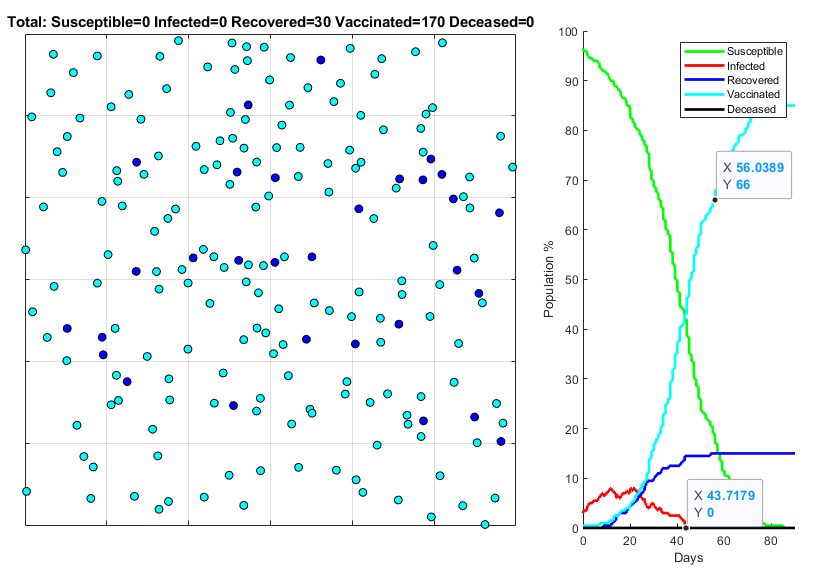 Total: Susceptible=0 Infected=0 Recovered=30 Vaccinated=170 Deceased=0
100
90
80
70
60
50
40
30
20
10
0
Population %
Susceptible
Infected
Recovered
Vaccinated
Deceased
X 56.0389
Y 66
X 43.7179
Y 0
0 20 40 60 80
Days